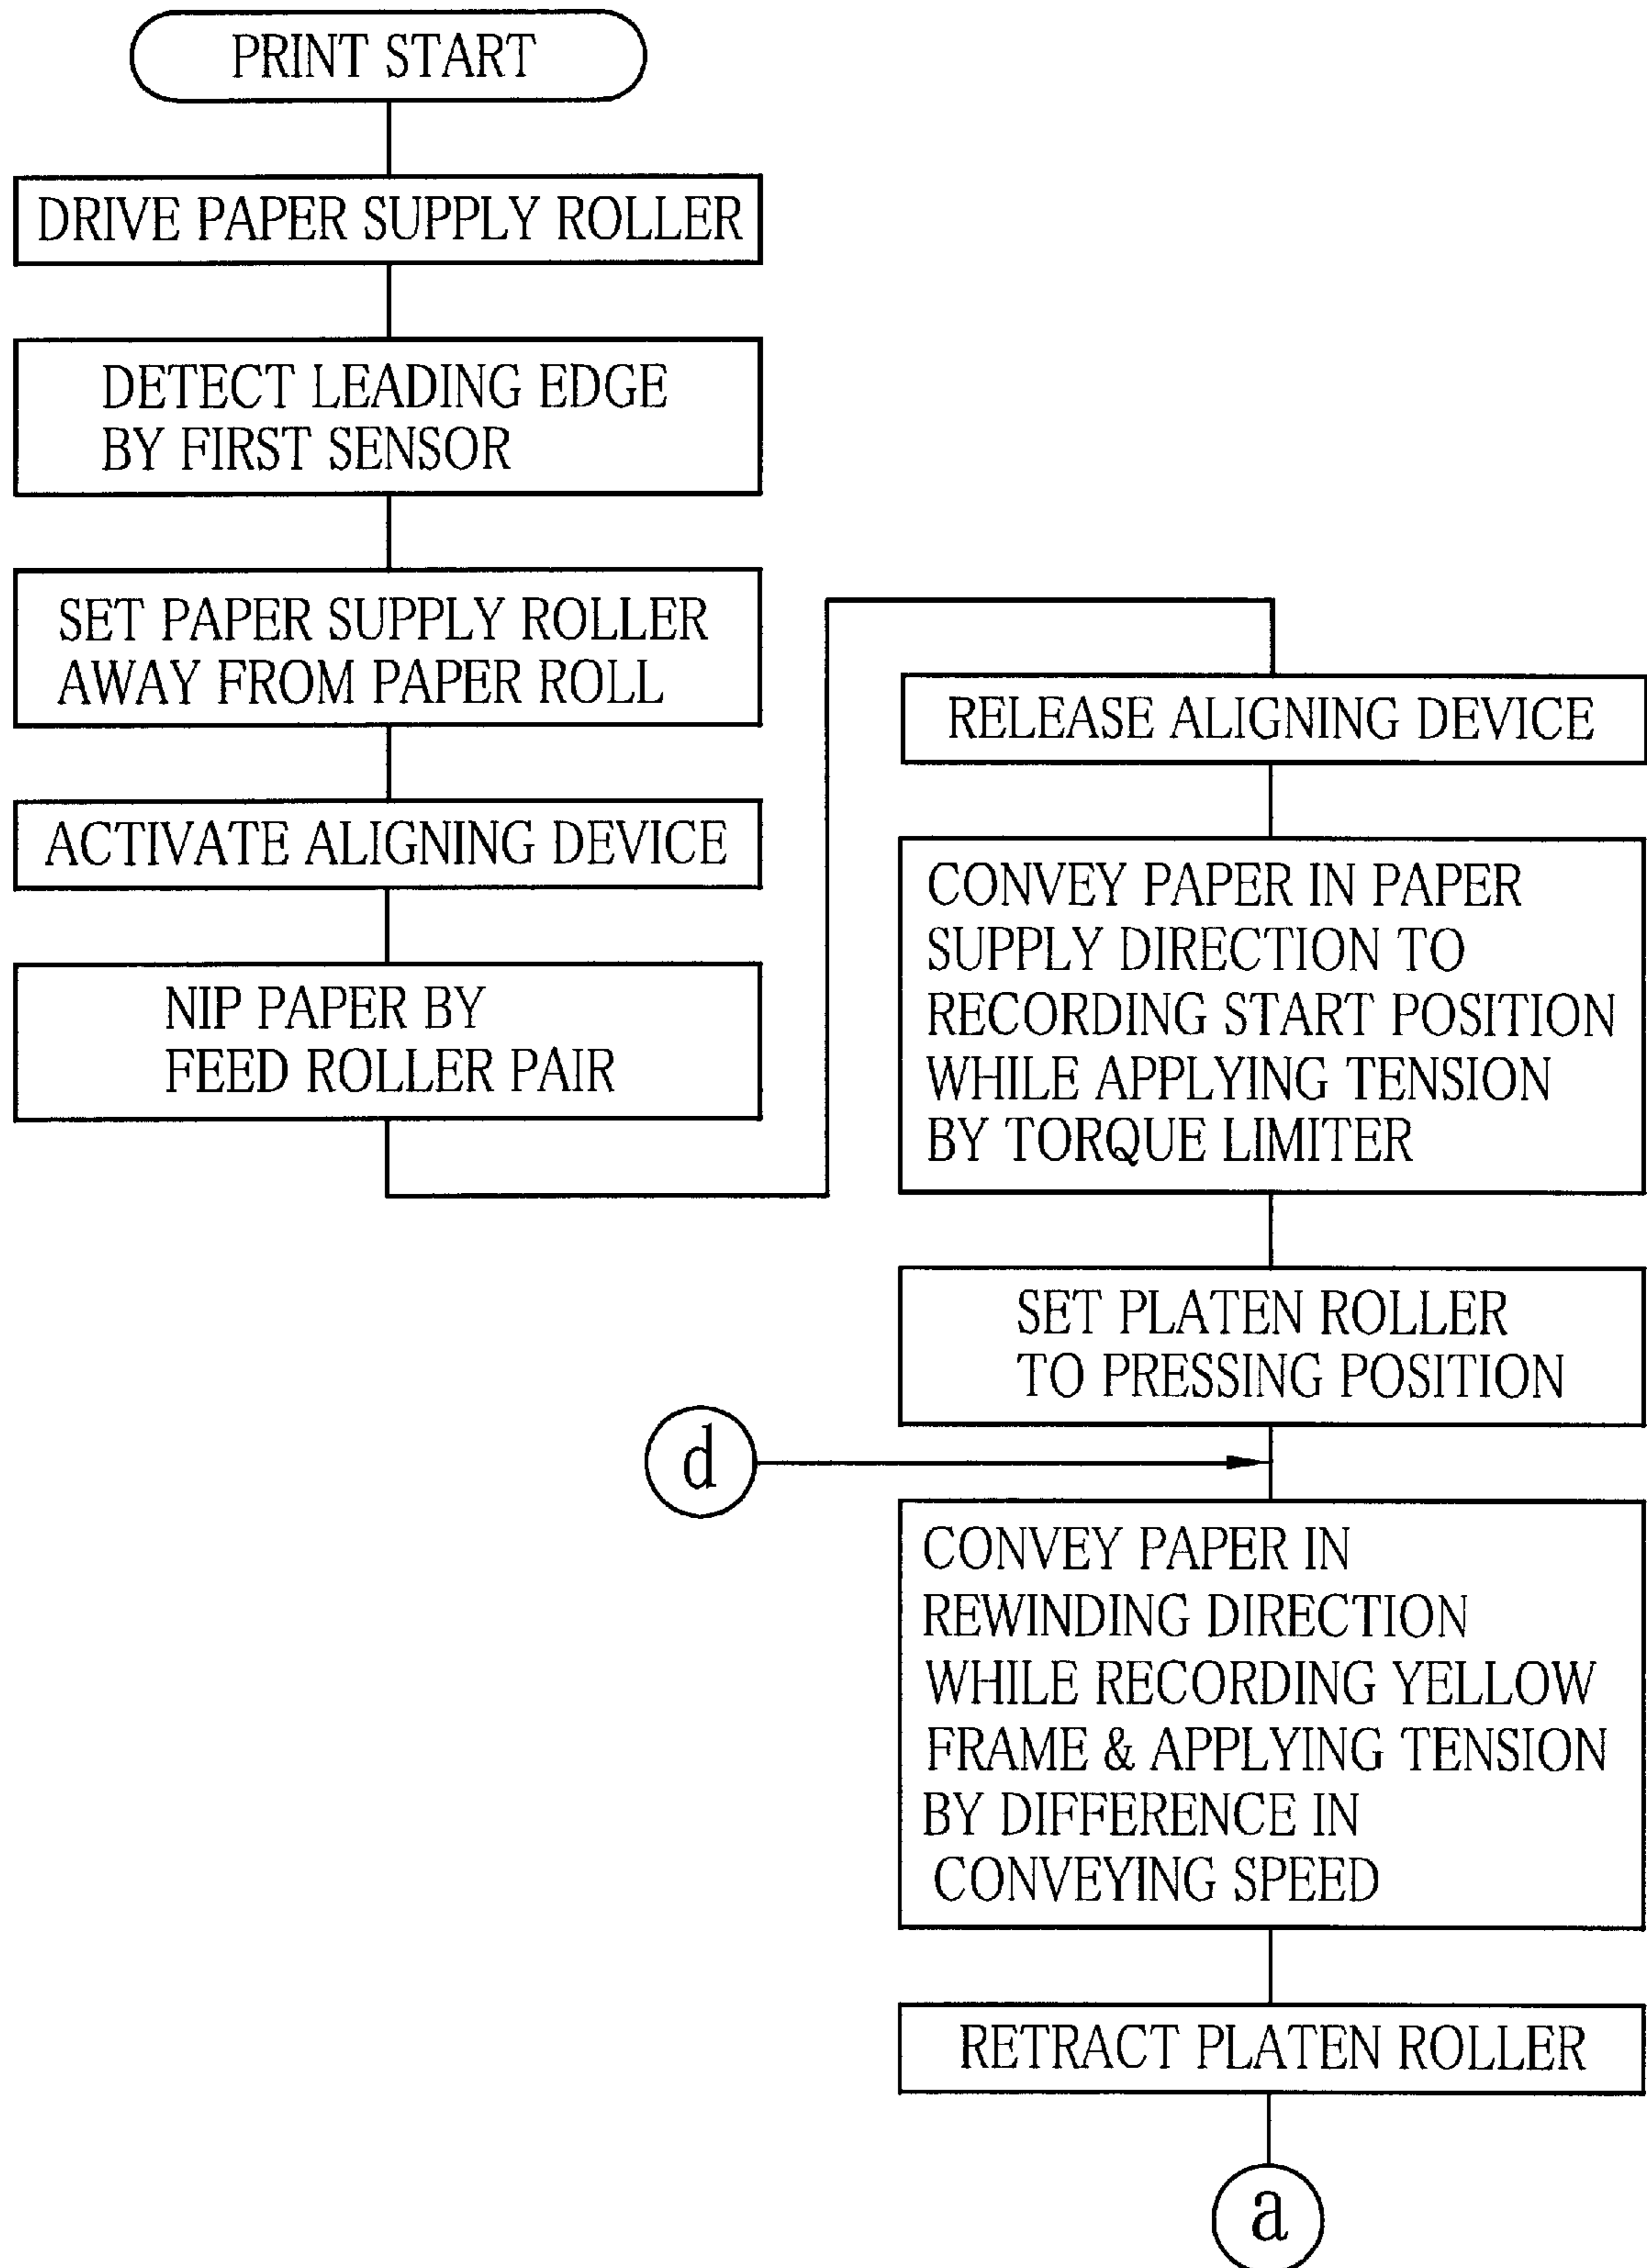 PRINT START
DRIVE PAPER SUPPLY ROLLER
DETECT LEADING EDGE
BY FIRST SENSOR
SET PAPER SUPPLY ROLLER
AWAY FROM PAPER ROLL
ACTIVATE ALIGNING DEVICE
NIP PAPER BY
FEED ROLLER PAIR
RELEASE ALIGNING DEVICE
CONVEY PAPER IN PAPER
SUPPLY DIRECTION TO
RECORDING START POSITION
WHILE APPLYING TENSION
BY TORQUE LIMITER
SET PLATEN ROLLER
TO PRESSING POSITION
d
CONVEY PAPER IN
REWINDING DIRECTION
WHILE RECORDING YELLOW
FRAME & APPLYING TENSION
BY DIFFERENCE IN
CONVEYING SPEED
RETRACT PLATEN ROLLER
a